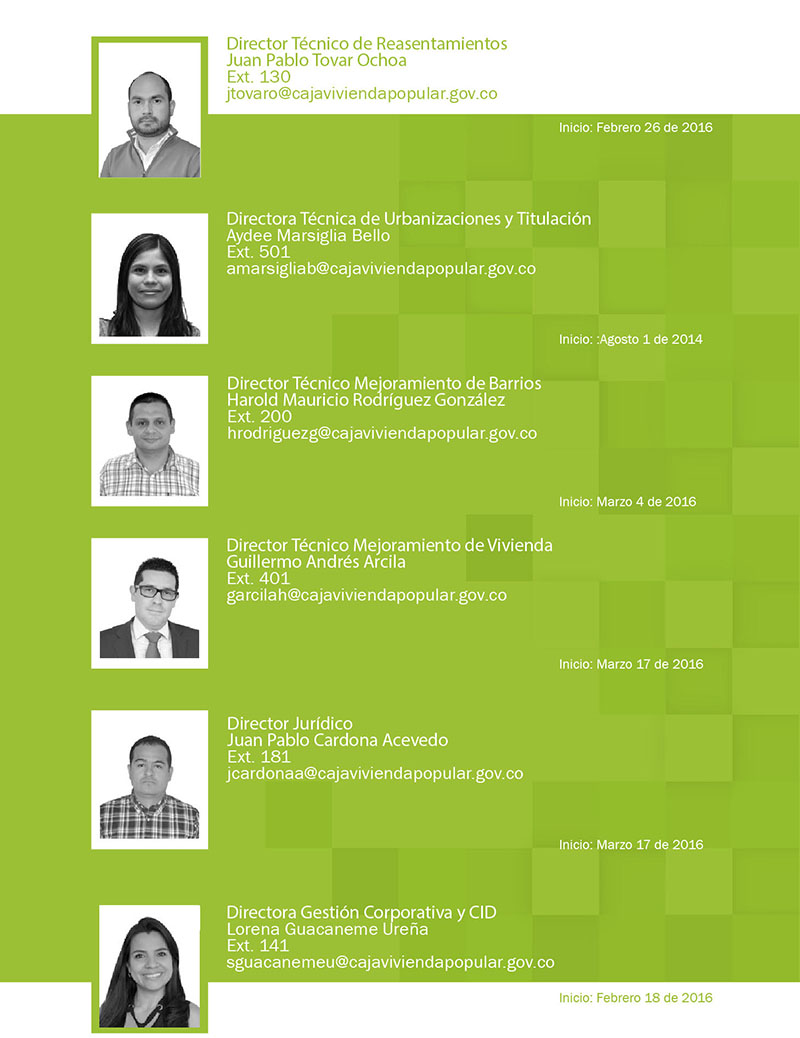 Director Técnico de Reasentamientos
Juan Pablo Tovar Ochoa
Ext. 130
jtovaro@cajaviviendapopular.gov.co
Inicio: Febrero 26 de 2016
Directora Técnica de Urbanizaciones y Titulación
Aydee Marsiglia Bello
Ext. 501
amarsigliab@cajaviviendapopular.gov.co
Inicio: :Agosto 1 de 2014
Director Técnico Mejoramiento de Barrios
Harold Mauricio Rodríguez González
Ext. 200
hrodriguezg@cajaviviendapopular.gov.co
Inicio: Marzo 4 de 2016
Director Técnico Mejoramiento de Vivienda
Guillermo Andrés Arcila
Ext. 401
garcilah@cajaviviendapopular.gov.co
Inicio: Marzo 17 de 2016
Director Jurídico
Juan Pablo Cardona Acevedo
Ext. 181
jcardonaa@cajaviviendapopular.gov.co
Inicio: Marzo 17 de 2016
Directora Gestión Corporativa y CID
Lorena Guacaneme Ureña
Ext. 141
sguacanemeu@cajaviviendapopular.gov.co
Inicio: Febrero 18 de 2016